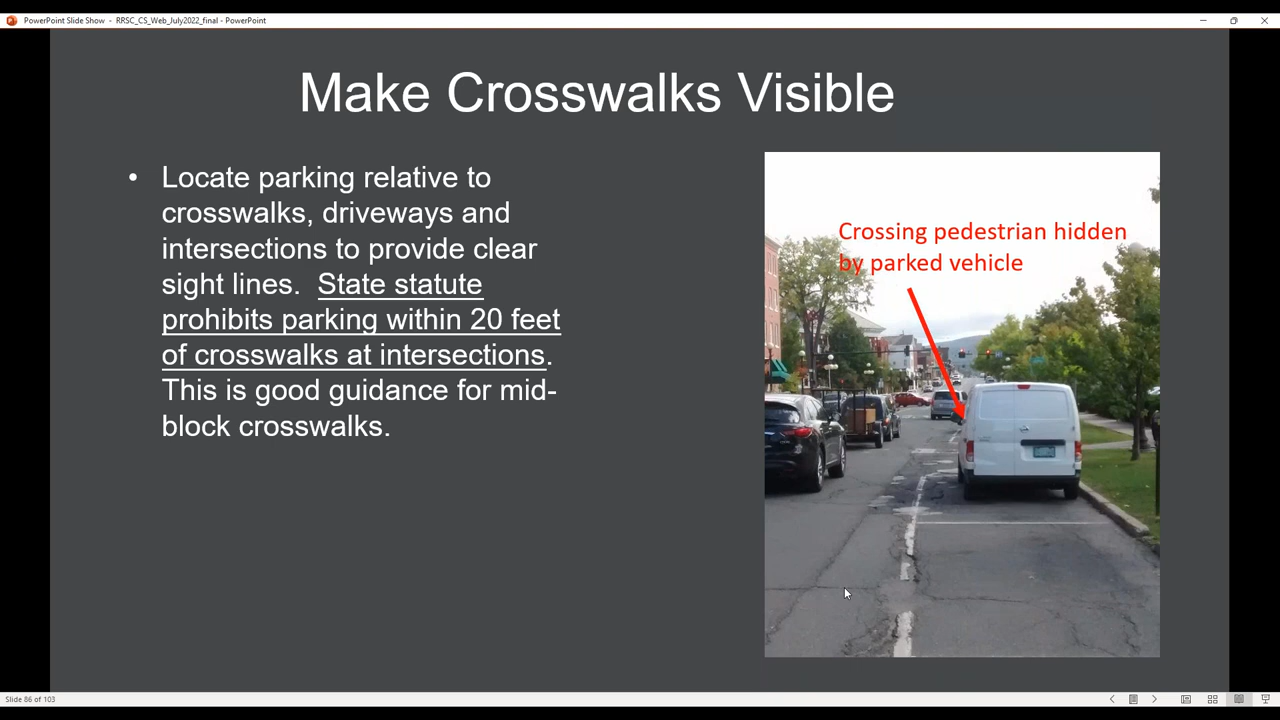 PowerPoint Slide Show - RRSC_CS_Web_July2022_final - PowerPoint
Make Crosswalks Visible
• Locate parking relative to
crosswalks, driveways and
intersections to provide clear
sight lines. State statute
prohibits parking within 20 feet
of crosswalks at intersections.
This is good guidance for mid-
block crosswalks.
Crossing pedestrian hidden
by parked vehicle
Slide 86 of 103